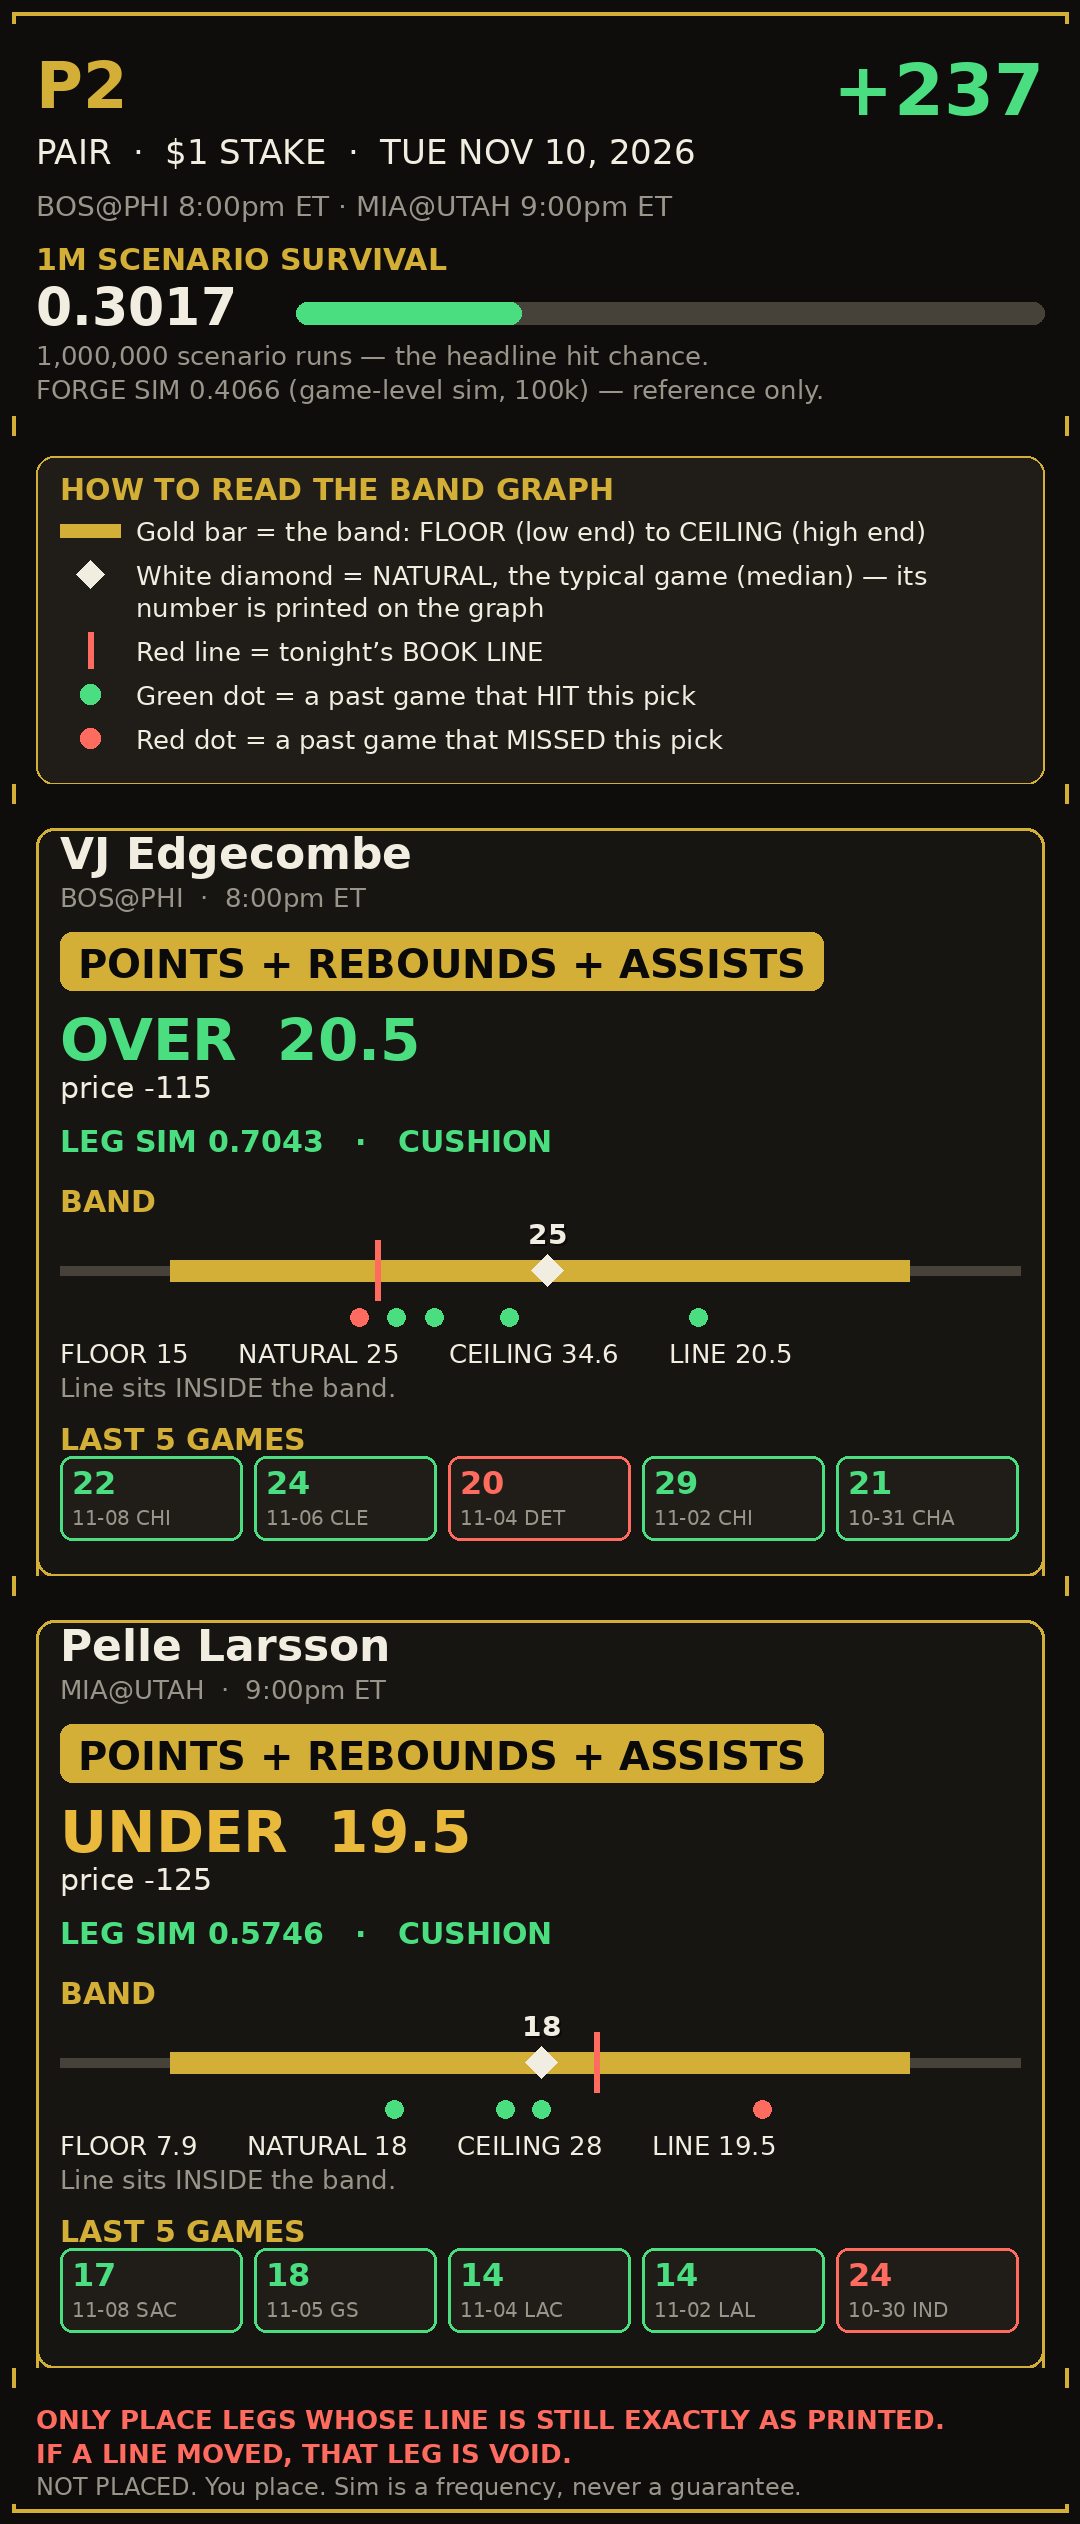 P2
+237
PAIR · $1 STAKE · TUE NOV 10, 2026
BOS@PHI 8:00pm ET · MIA@UTAH 9:00pm ET
1M SCENARIO SURVIVAL
0.3017
1,000,000 scenario runs — the headline hit chance.
FORGE SIM 0.4066 (game-level sim, 100k) — reference only.
HOW TO READ THE BAND GRAPH
Gold bar = the band: FLOOR (low end) to CEILING (high end)
White diamond = NATURAL, the typical game (median) — its
number is printed on the graph
Red line = tonight’s BOOK LINE
Green dot = a past game that HIT this pick
Red dot = a past game that MISSED this pick
VJ Edgecombe
BOS@PHI · 8:00pm ET
POINTS + REBOUNDS + ASSISTS
OVER 20.5
price -115
LEG SIM 0.7043 · CUSHION
BAND
25
FLOOR 15 NATURAL 25 CEILING 34.6 LINE 20.5
Line sits INSIDE the band.
LAST 5 GAMES
22 24 20 29 21
11-08 CHI 11-06 CLE 11-04 DET 11-02 CHI 10-31 CHA
Pelle Larsson
MIA@UTAH · 9:00pm ET
POINTS + REBOUNDS + ASSISTS
UNDER 19.5
price -125
LEG SIM 0.5746 · CUSHION
BAND
18
FLOOR 7.9 NATURAL 18 CEILING 28 LINE 19.5
Line sits INSIDE the band.
LAST 5 GAMES
17 18 14 14 24
11-08 SAC 11-05 GS 11-04 LAC 11-02 LAL 10-30 IND
ONLY PLACE LEGS WHOSE LINE IS STILL EXACTLY AS PRINTED.
IF A LINE MOVED, THAT LEG IS VOID.
NOT PLACED. You place. Sim is a frequency, never a guarantee.